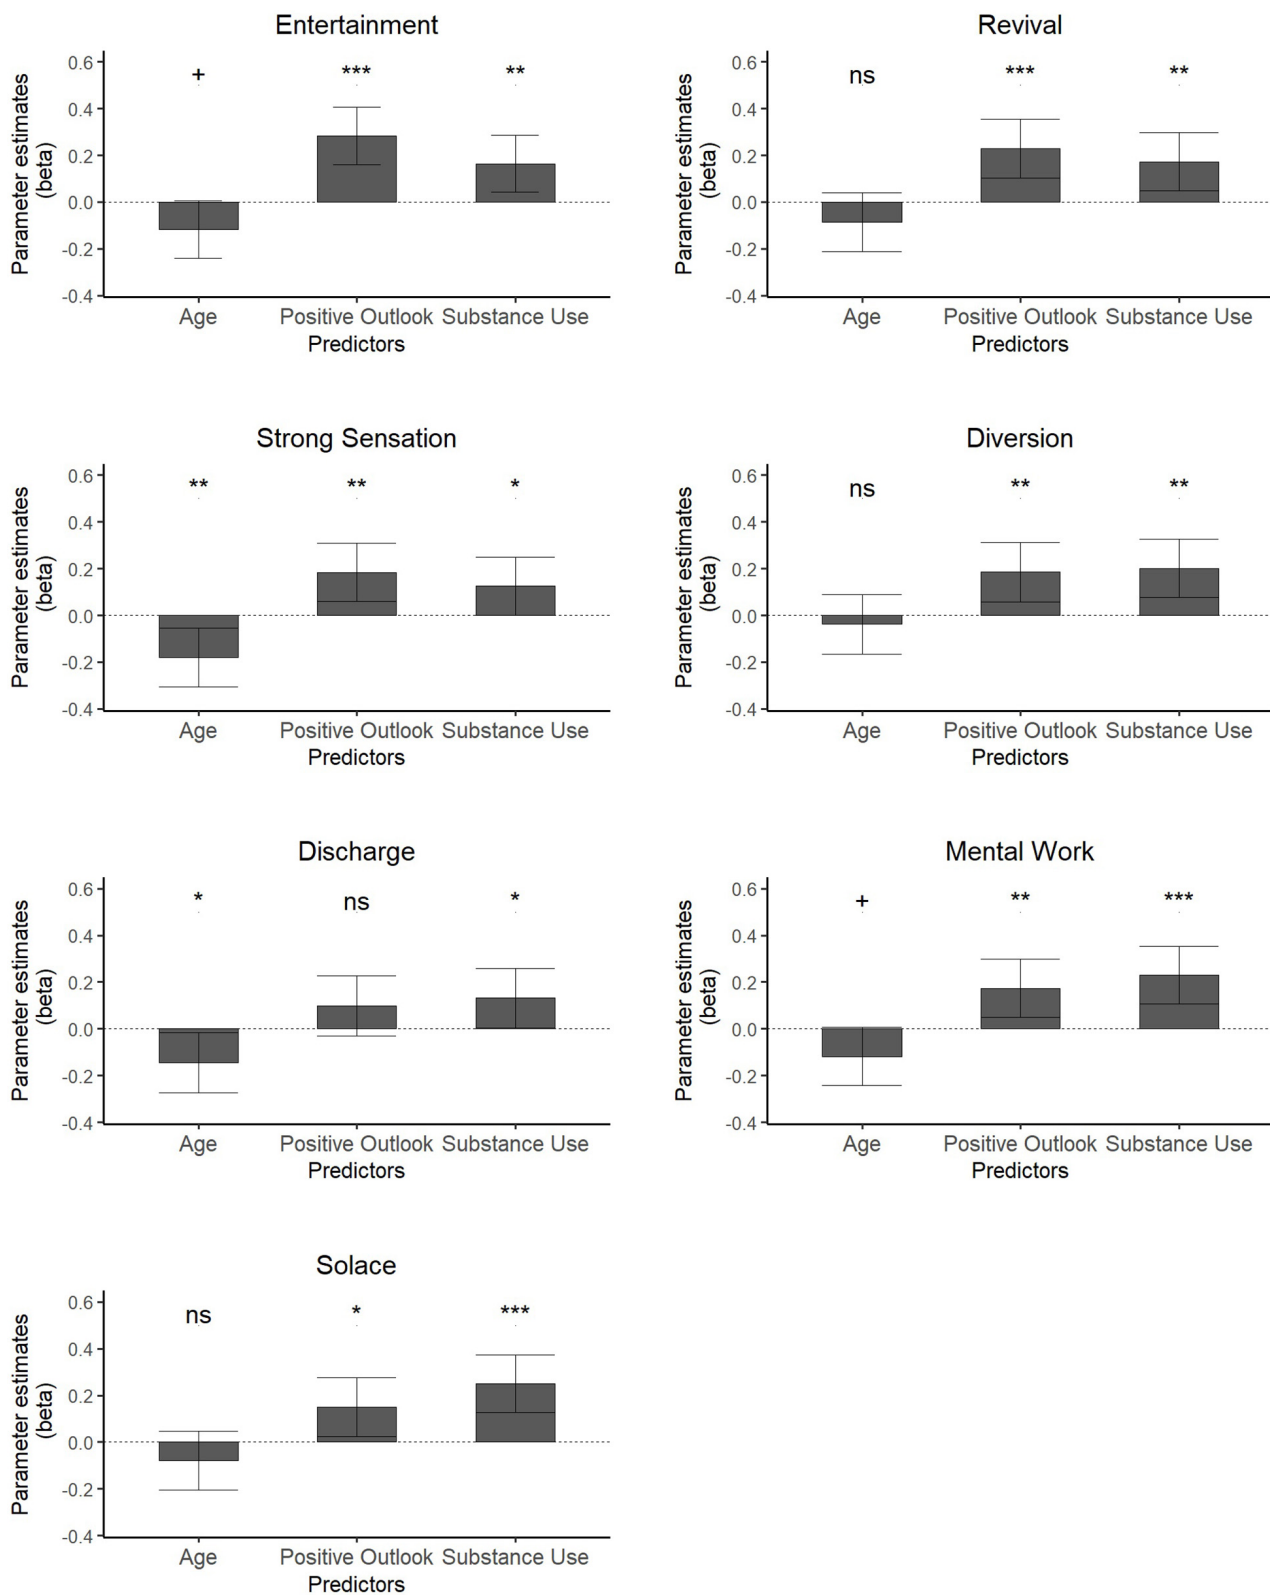 Entertainment
Parameter estimates
(beta)
0.6
0.4
0.2
0.0
-0.2
-0.4
+
***
**
Age
Positive Outlook
Substance Use
Predictors
Revival
Parameter estimates
(beta)
0.6
0.4
0.2
0.0
-0.2
-0.4
ns
***
**
Age
Positive Outlook
Substance Use
Predictors
Strong Sensation
Parameter estimates
(beta)
0.6
0.4
0.2
0.0
-0.2
-0.4
**
**
*
Age
Positive Outlook
Substance Use
Predictors
Diversion
Parameter estimates
(beta)
0.6
0.4
0.2
0.0
-0.2
-0.4
ns
**
**
Age
Positive Outlook
Substance Use
Predictors
Discharge
Parameter estimates
(beta)
0.6
0.4
0.2
0.0
-0.2
-0.4
*
ns
*
Age
Positive Outlook
Substance Use
Predictors
Mental Work
Parameter estimates
(beta)
0.6
0.4
0.2
0.0
-0.2
-0.4
+
**
***
Age
Positive Outlook
Substance Use
Predictors
Solace
Parameter estimates
(beta)
0.6
0.4
0.2
0.0
-0.2
-0.4
ns
*
***
Age
Positive Outlook
Substance Use
Predictors